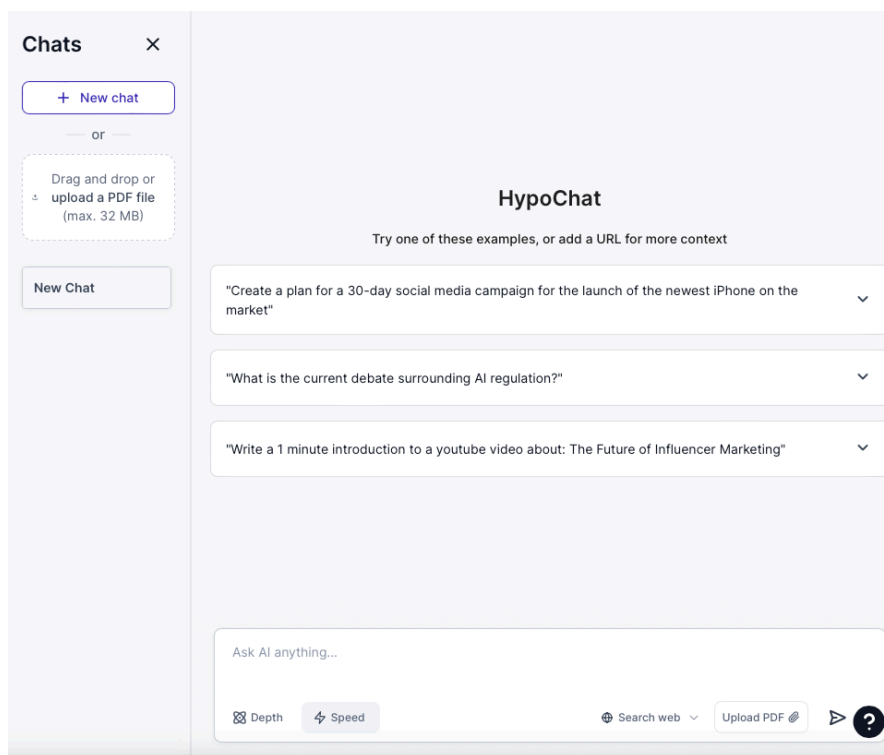 Chats
New chat
or
Drag and drop or
upload a PDF file
(max. 32 MB)
New Chat
HypoChat
Try one of these examples, or add a URL for more context
"Create a plan for a 30-day social media campaign for the launch of the newest iPhone on the
market"
"What is the current debate surrounding AI regulation?"
"Write a 1 minute introduction to a youtube video about: The Future of Influencer Marketing"
Ask AI anything...
Depth
Speed
Search web
Upload PDF
?